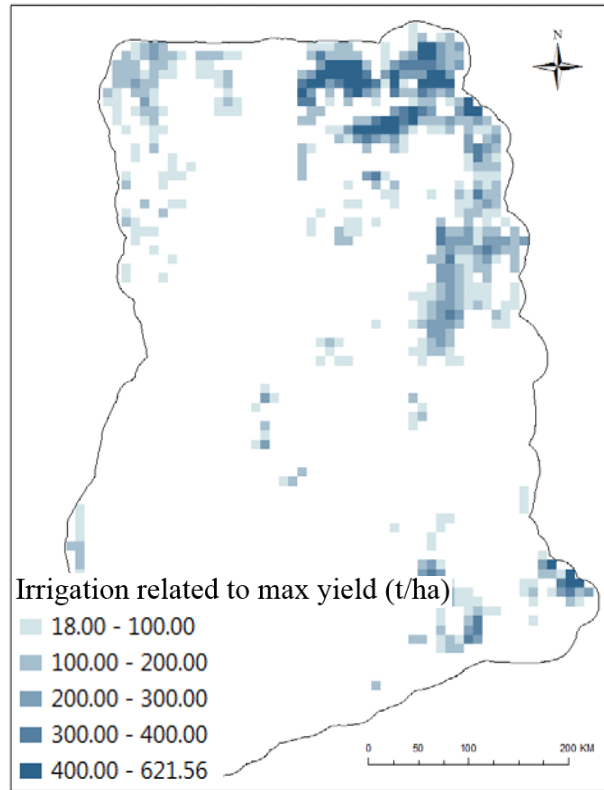 N
Irrigation related to max yield (t/ha)
18.00 - 100.00
100.00 - 200.00
200.00 - 300.00
300.00 - 400.00
400.00 - 621.56
0 50 100 200 KM